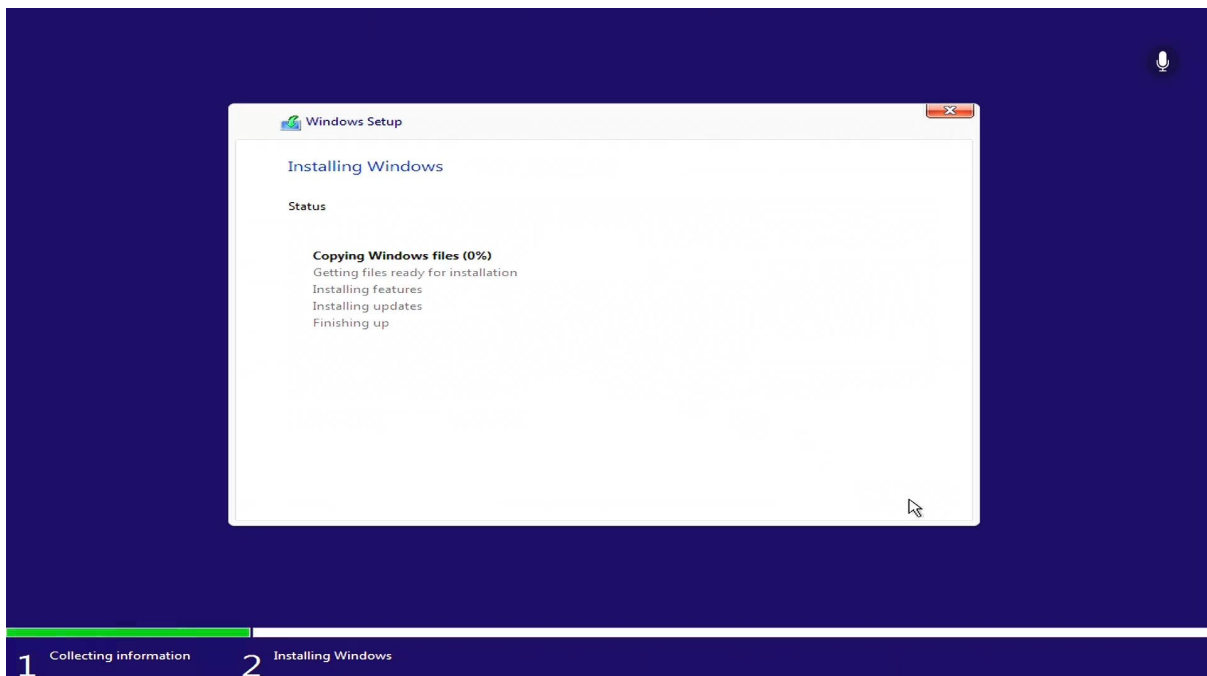 Windows Setup
Installing Windows
Status
Copying Windows files (0%)
Getting files ready for installation
Installing features
Installing updates
Finishing up
1 Collecting information
2 Installing Windows